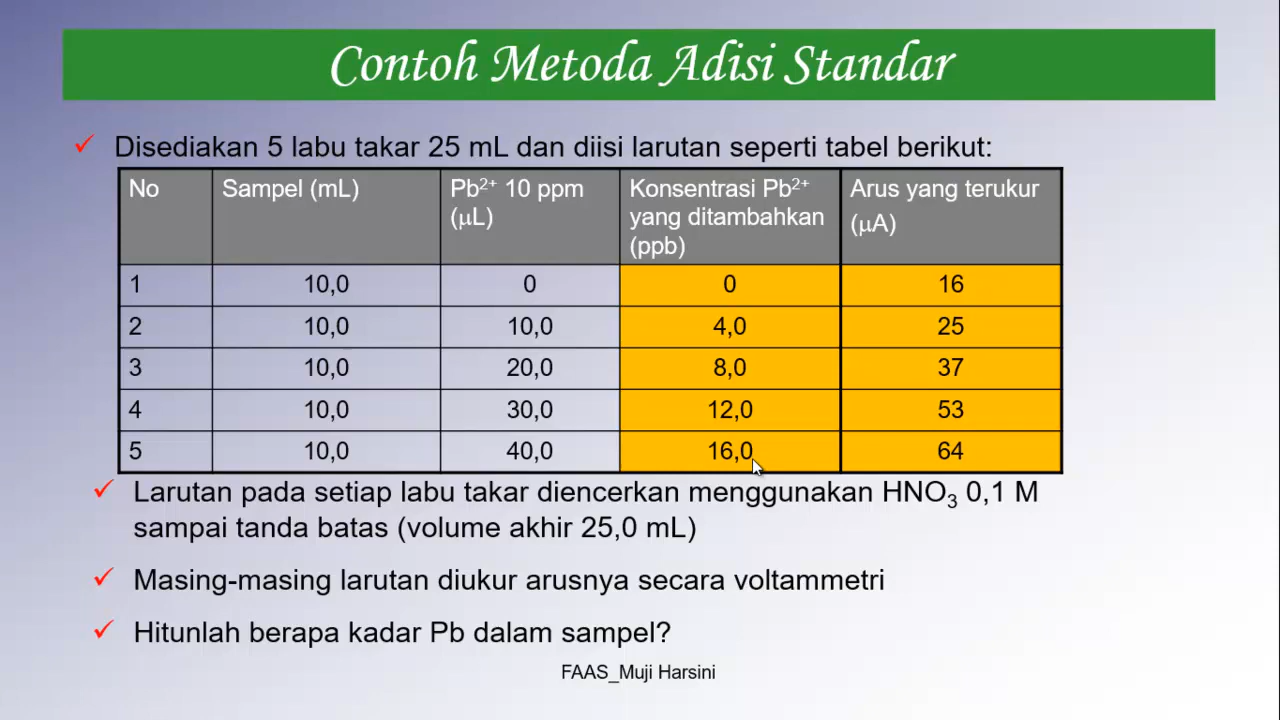 Contoh Metoda Adisi Standar
Disediakan 5 labu takar 25 mL dan diisi larutan seperti tabel berikut:
No Sampel (mL) Pb²⁺ 10 ppm (μL) Konsentrasi Pb²⁺ yang ditambahkan (ppb) Arus yang terukur (μA)
1 10,0 0 0 16
2 10,0 10,0 4,0 25
3 10,0 20,0 8,0 37
4 10,0 30,0 12,0 53
5 10,0 40,0 16,0 64
Larutan pada setiap labu takar diencerkan menggunakan HNO₃ 0,1 M
sampai tanda batas (volume akhir 25,0 mL)
Masing-masing larutan diukur arusnya secara voltammetri
Hitunlah berapa kadar Pb dalam sampel?
FAAS_Muji Harsini